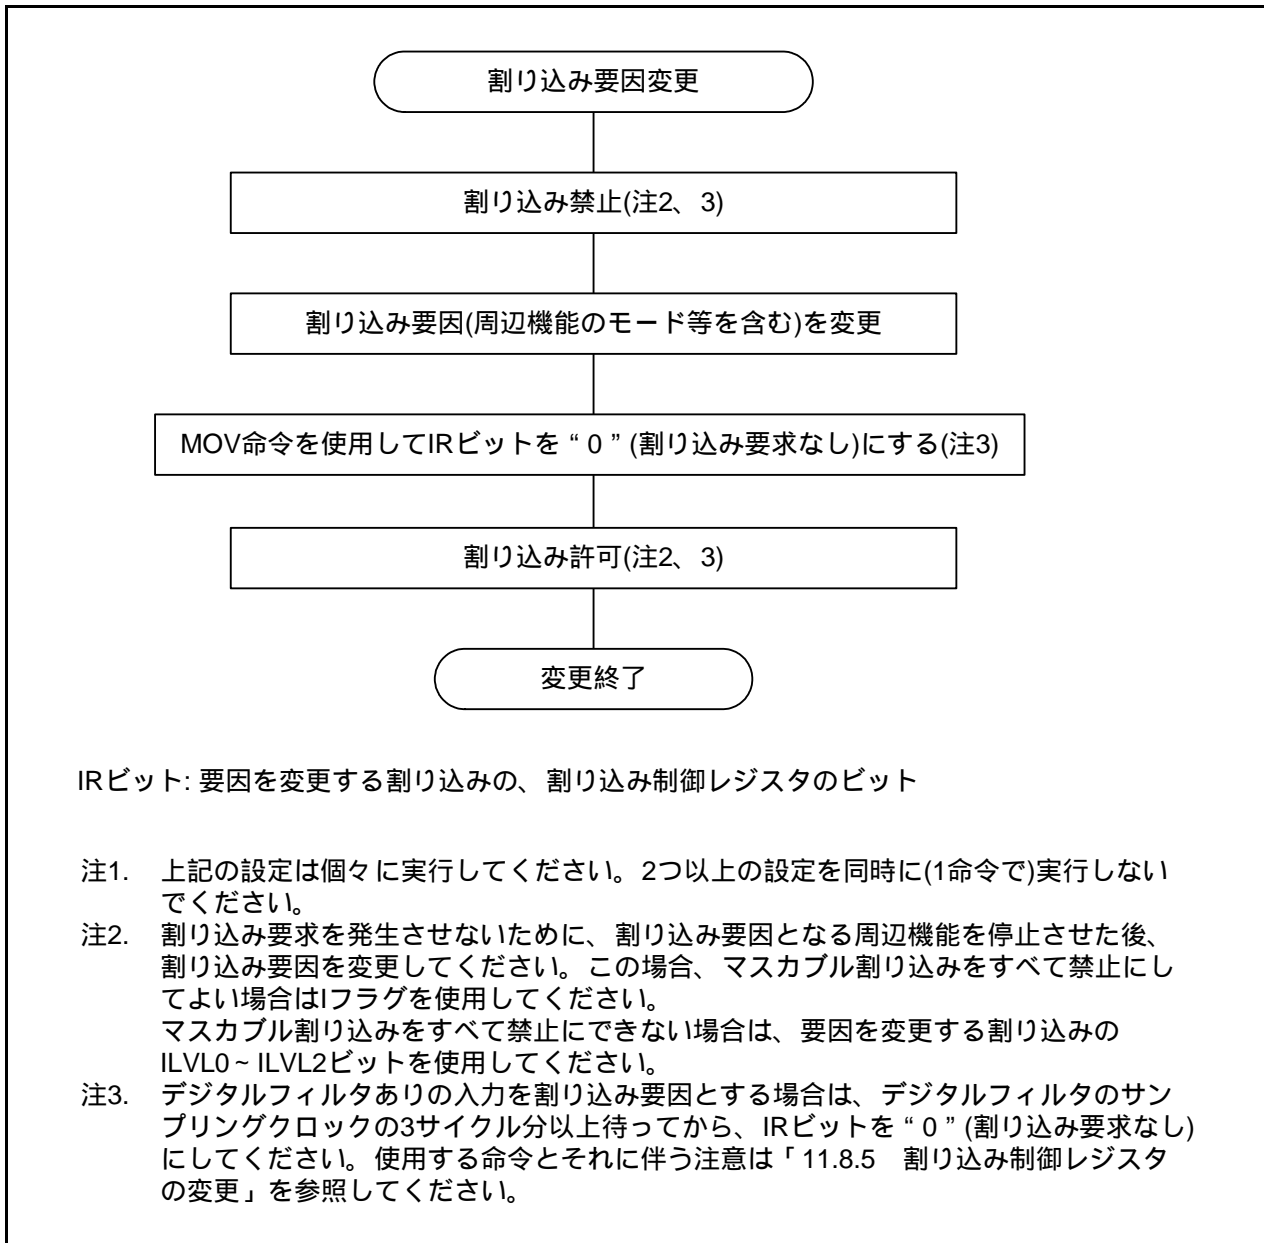 割り込み要因変更
割り込み禁止(注2、3)
割り込み要因(周辺機能のモード等を含む)を変更
MOV命令を使用してIRビットを“0”(割り込み要求なし)にする(注3)
割り込み許可(注2、3)
変更終了
IRビット: 要因を変更する割り込みの、割り込み制御レジスタのビット
注1. 上記の設定は個々に実行してください。2つ以上の設定を同時に(1命令で)実行しない
でください。
注2. 割り込み要求を発生させないために、割り込み要因となる周辺機能を停止させた後、
割り込み要因を変更してください。この場合、マスカブル割り込みをすべて禁止にし
てよい場合はIフラグを使用してください。
マスカブル割り込みをすべて禁止にできない場合は、要因を変更する割り込みの
ILVL0~ILVL2ビットを使用してください。
注3. デジタルフィルタありの入力を割り込み要因とする場合は、デジタルフィルタのサン
プリングクロックの3サイクル分以上待ってから、IRビットを“0”(割り込み要求なし)
にしてください。使用する命令とそれに伴う注意は「11.8.5 割り込み制御レジスタ
の変更」を参照してください。